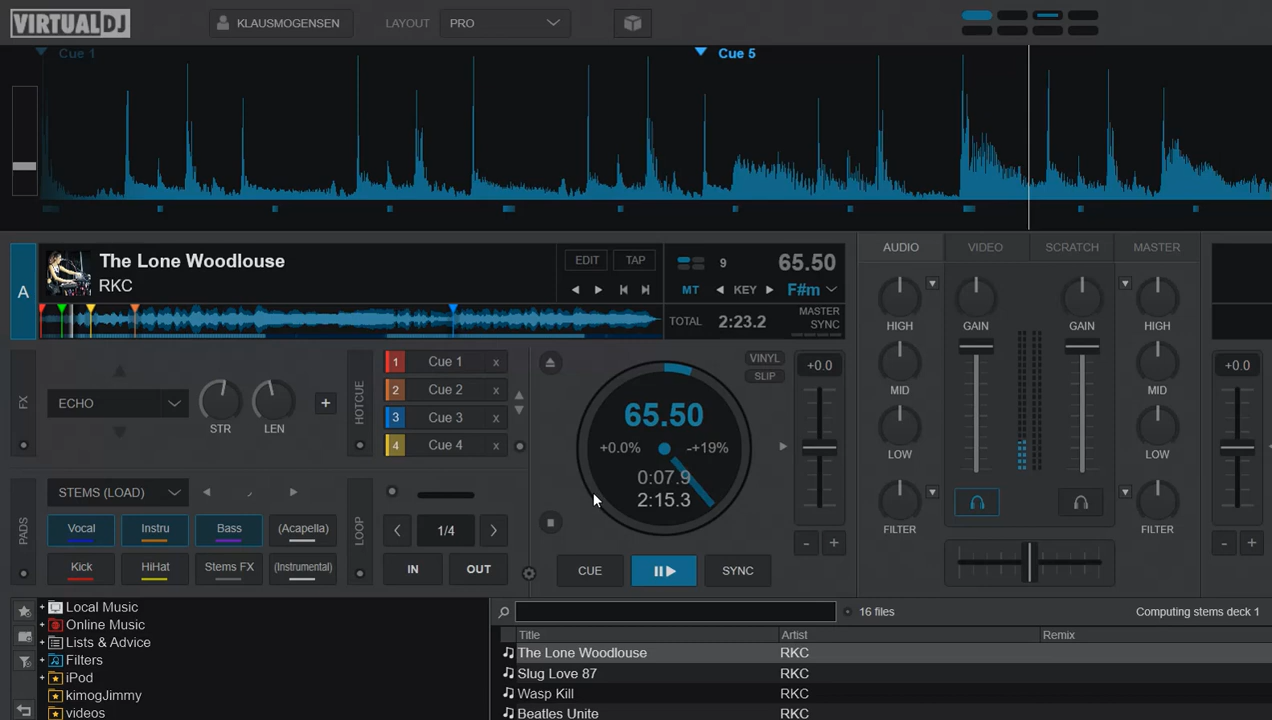 VIRTUALDJ
KLAUSMOGENSEN
LAYOUT
PRO
Cue 1
Cue 5
A
The Lone Woodlouse
RKC
EDIT
TAP
9
65.50
MT
KEY
F#m
TOTAL
2:23.2
MASTER
SYNC
AUDIO
VIDEO
SCRATCH
MASTER
HIGH
GAIN
GAIN
HIGH
MID
MID
LOW
LOW
FILTER
FILTER
FX
ECHO
STR
LEN
+
HOTCUE
1 Cue 1 x
2 Cue 2 x
3 Cue 3 x
4 Cue 4 x
VINYL
SLIP
65.50
+0.0%
-+19%
0:07.9
2:15.3
+0.0
- +
+0.0
- +
PADS
STEMS (LOAD)
Vocal
Instru
Bass
(Acapella)
Kick
HiHat
Stems FX
(Instrumental)
LOOP
1/4
IN
OUT
CUE
SYNC
Local Music
Online Music
Lists & Advice
Filters
iPod
kimogJimmy
videos
16 files
Computing stems deck 1
Title Artist Remix
The Lone Woodlouse RKC
Slug Love 87 RKC
Wasp Kill RKC
Beatles Unite RKC